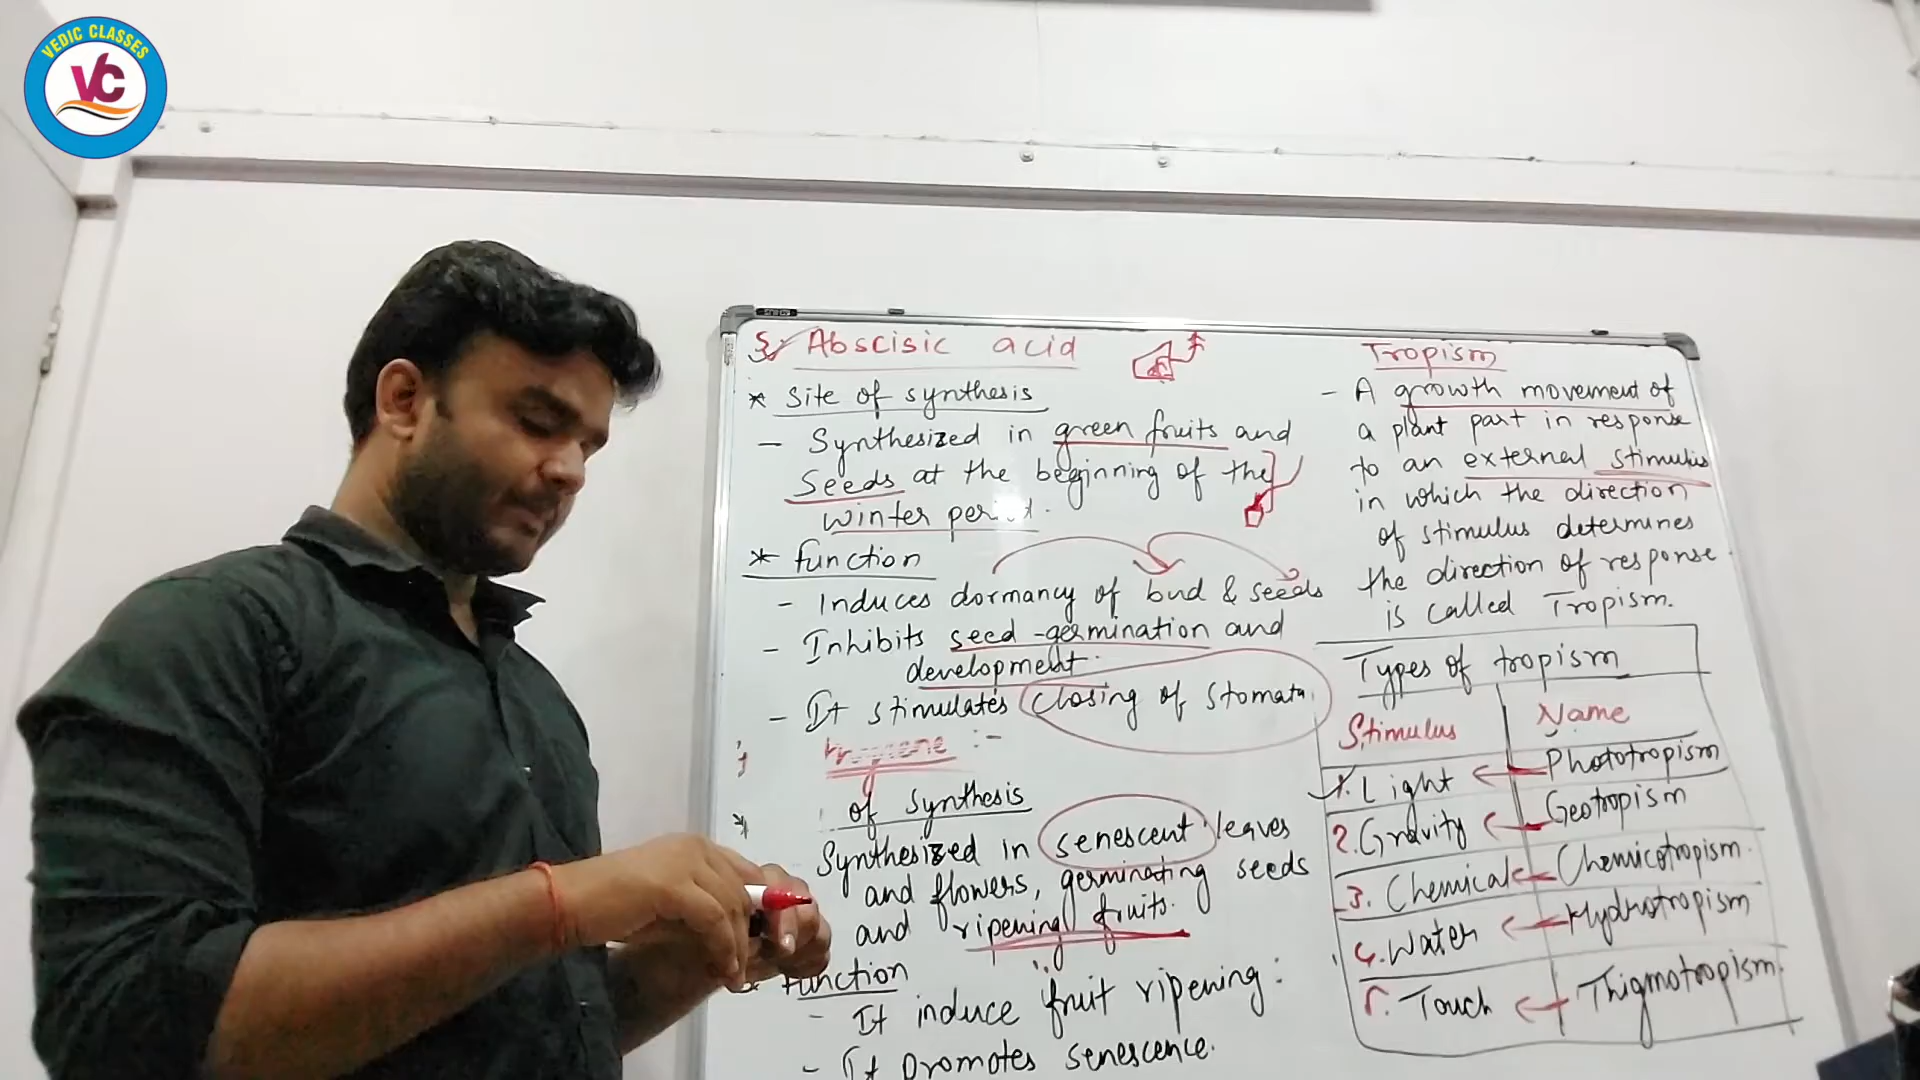 VEDIC CLASSES
VC
5. Abscisic acid
* Site of synthesis
- Synthesized in green fruits and
seeds at the beginning of the
winter period.
* function
- Induces dormancy of bud & seeds
- Inhibits seed-germination and
development.
- It stimulates closing of stomata.
of synthesis
Synthesized in senescent leaves
and flowers, germinating seeds
and ripening fruits.
function
- It induce fruit ripening:
- It promotes senescence.
Tropism
- A growth movement of
a plant part in response
to an external stimulus
in which the direction
of stimulus determines
the direction of response
is called Tropism.
Types of tropism
Stimulus Name
1. Light Phototropism
2. Gravity Geotropism
3. Chemical Chemicotropism.
4. Water Hydrotropism
5. Touch Thigmotropism.